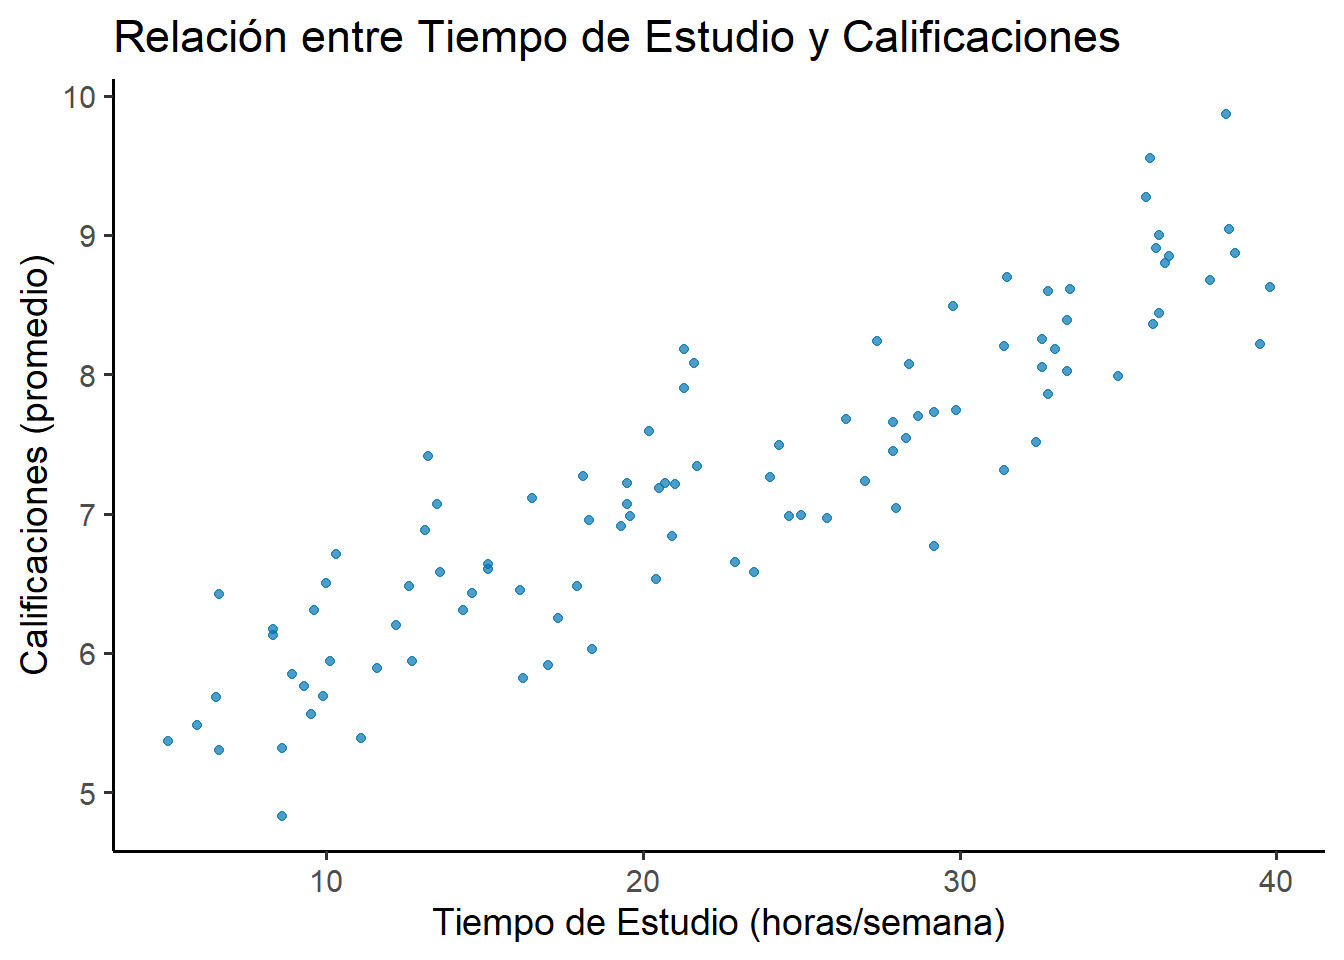 Relación entre Tiempo de Estudio y Calificaciones
10
9
8
7
6
5
Calificaciones (promedio)
10 20 30 40
Tiempo de Estudio (horas/semana)